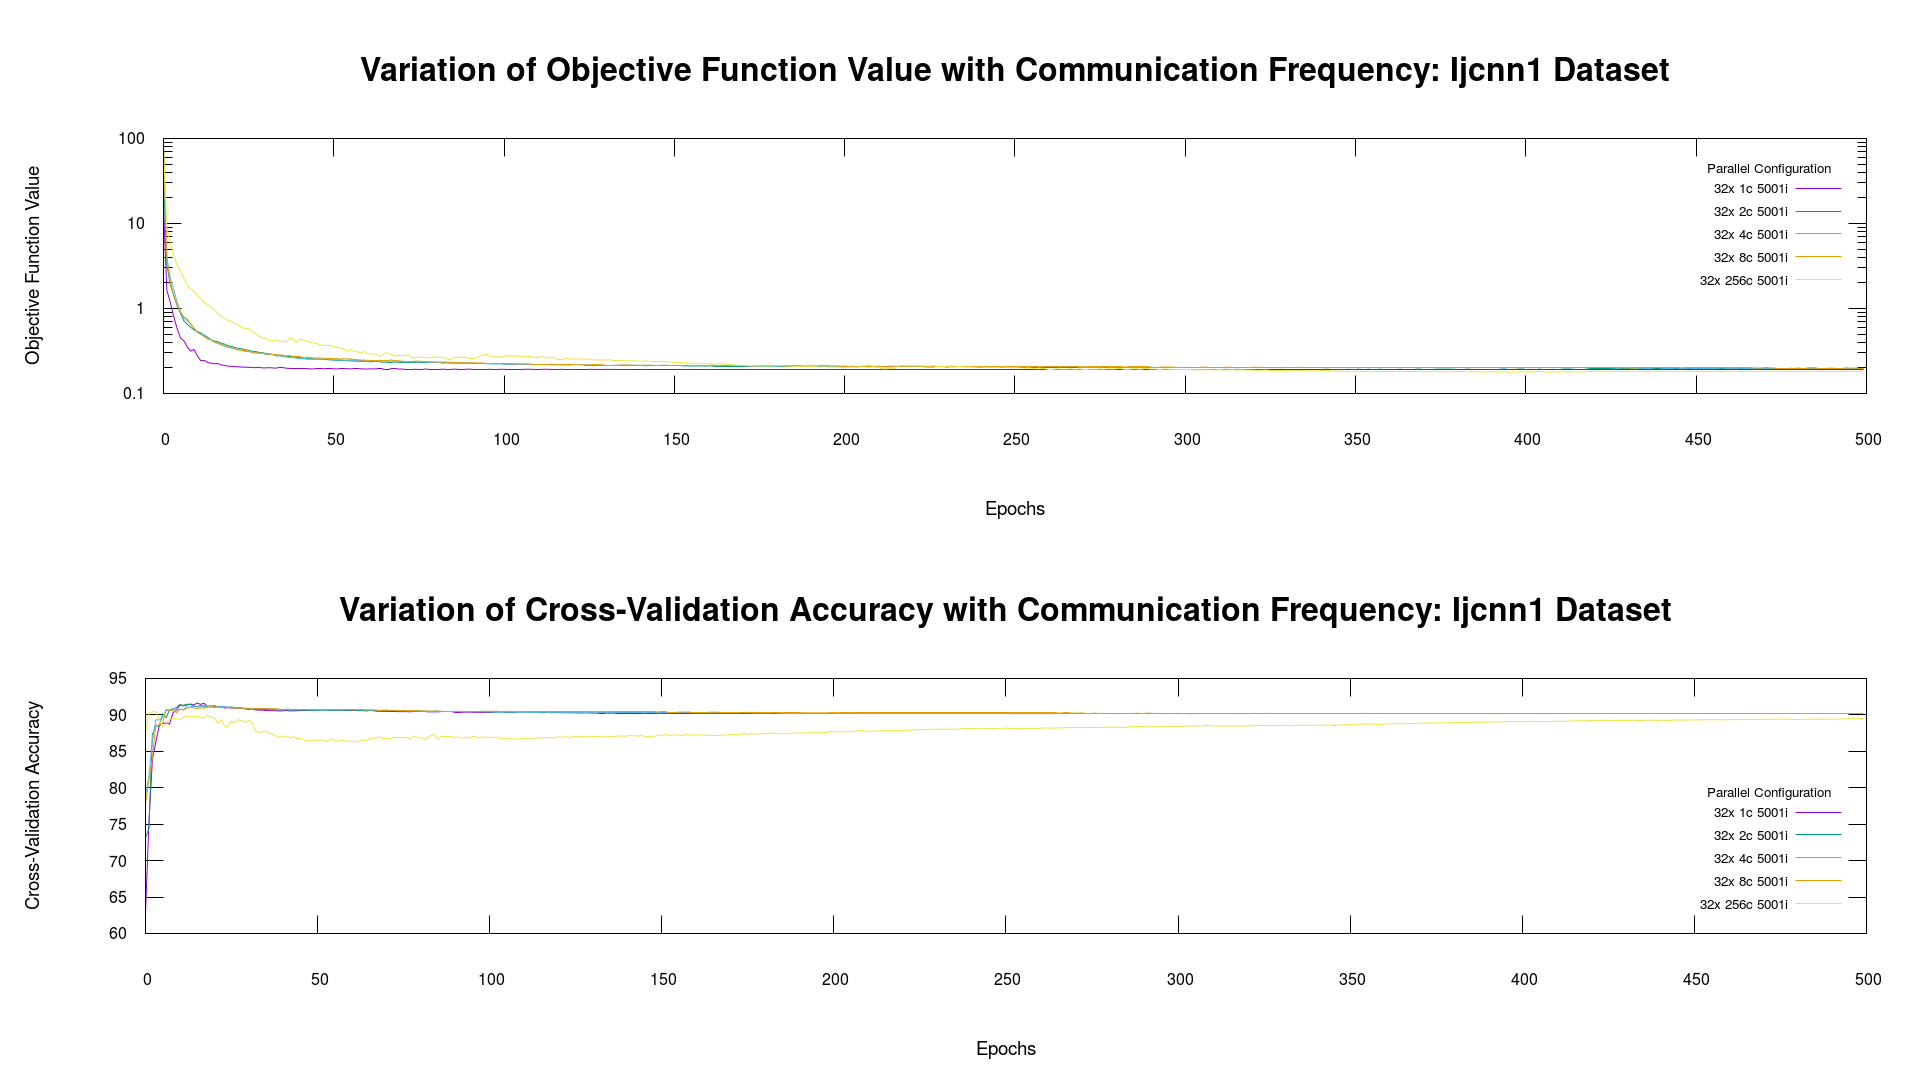 Variation of Objective Function Value with Communication Frequency: Ijcnn1 Dataset
Objective Function Value
100
10
1
0.1
Parallel Configuration
32x 1c 5001i
32x 2c 5001i
32x 4c 5001i
32x 8c 5001i
32x 256c 5001i
0 50 100 150 200 250 300 350 400 450 500
Epochs
Variation of Cross-Validation Accuracy with Communication Frequency: Ijcnn1 Dataset
Cross-Validation Accuracy
95
90
85
80
75
70
65
60
Parallel Configuration
32x 1c 5001i
32x 2c 5001i
32x 4c 5001i
32x 8c 5001i
32x 256c 5001i
0 50 100 150 200 250 300 350 400 450 500
Epochs